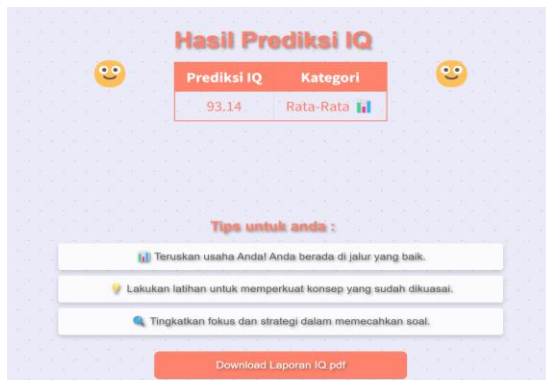 Hasil Prediksi IQ
Prediksi IQ Kategori
93,14 Rata-Rata
Tips untuk anda :
Teruskan usaha Anda! Anda berada di jalur yang baik.
Lakukan latihan untuk memperkuat konsep yang sudah dikuasai.
Tingkatkan fokus dan strategi dalam memecahkan soal.
Download Laporan IQ.pdf